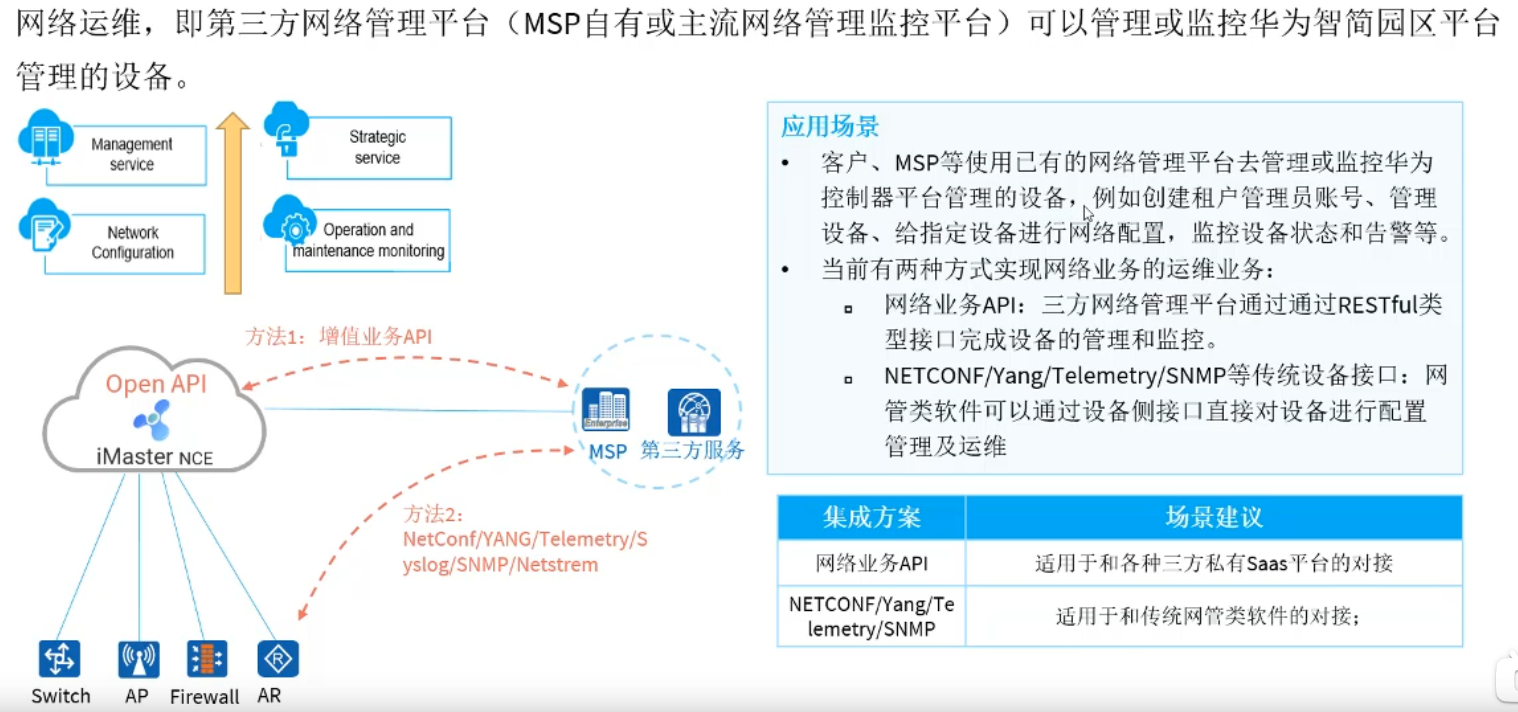 网络运维，即第三方网络管理平台（MSP自有或主流网络管理监控平台）可以管理或监控华为智简园区平台
管理的设备。
Management
service
Strategic
service
Network
Configuration
Operation and
maintenance monitoring
方法1：增值业务API
Open API
iMaster NCE
Enterprise
MSP
第三方服务
方法2：
NetConf/YANG/Telemetry/S
yslog/SNMP/Netstrem
Switch
AP
Firewall
AR
R
应用场景
• 客户、MSP等使用已有的网络管理平台去管理或监控华为
控制器平台管理的设备，例如创建租户管理员账号、管理
设备、给指定设备进行网络配置，监控设备状态和告警等。
• 当前有两种方式实现网络业务的运维业务：
网络业务API：三方网络管理平台通过通过RESTful类
型接口完成设备的管理和监控。
NETCONF/Yang/Telemetry/SNMP等传统设备接口：网
管类软件可以通过设备侧接口直接对设备进行配置
管理及运维
集成方案 场景建议
网络业务API 适用于和各种三方私有Saas平台的对接
NETCONF/Yang/Te
lemetry/SNMP
适用于和传统网管类软件的对接；